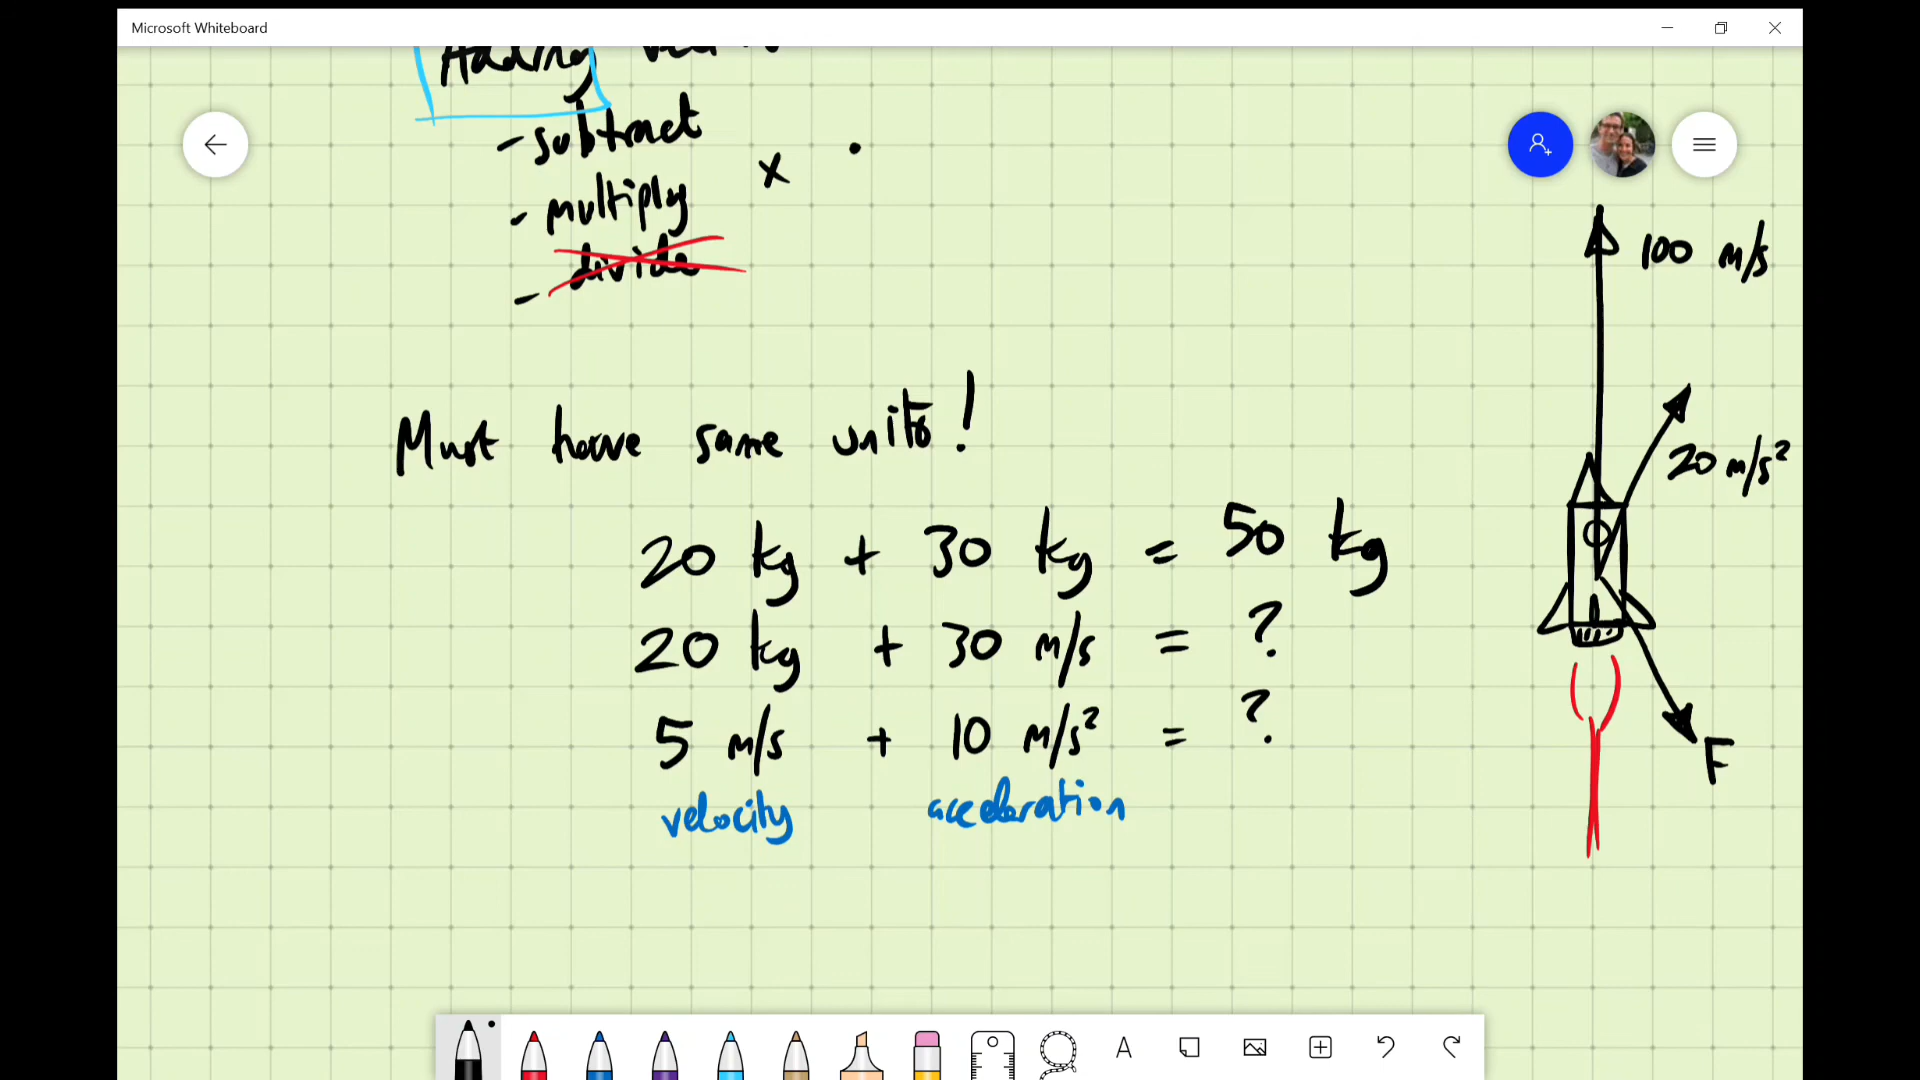 Microsoft Whiteboard
Adding
- subtract
x .
- multiply
- divide
100 m/s
Must have same units!
20 m/s²
20 kg + 30 kg = 50 kg
20 kg + 30 m/s = ?
5 m/s + 10 m/s² = ?
F
velocity acceleration
A